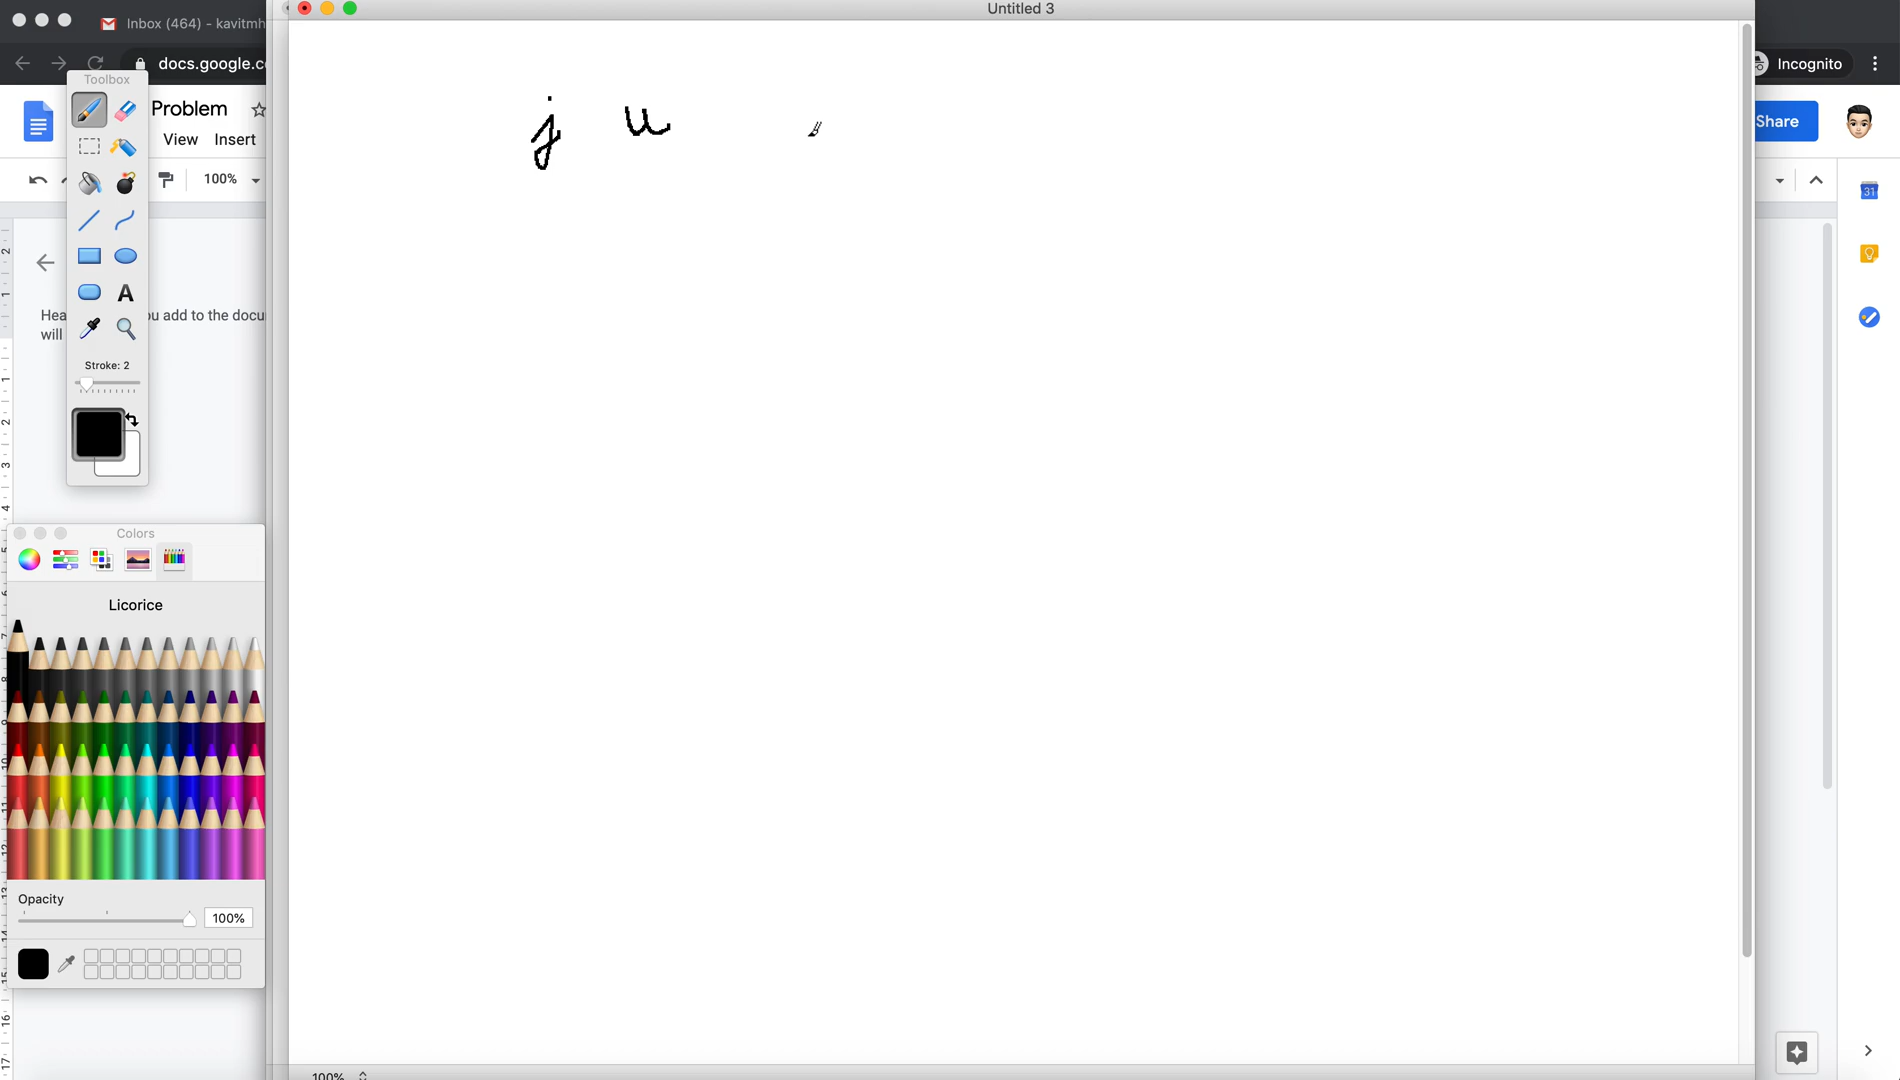 Untitled 3
Inbox (464) - kavitmh
docs.google.c
Incognito
Toolbox
Problem
Share
View Insert
100%
j u
31
Hea
u add to the docu
will
Stroke: 2
Colors
Licorice
Opacity
100%
100%